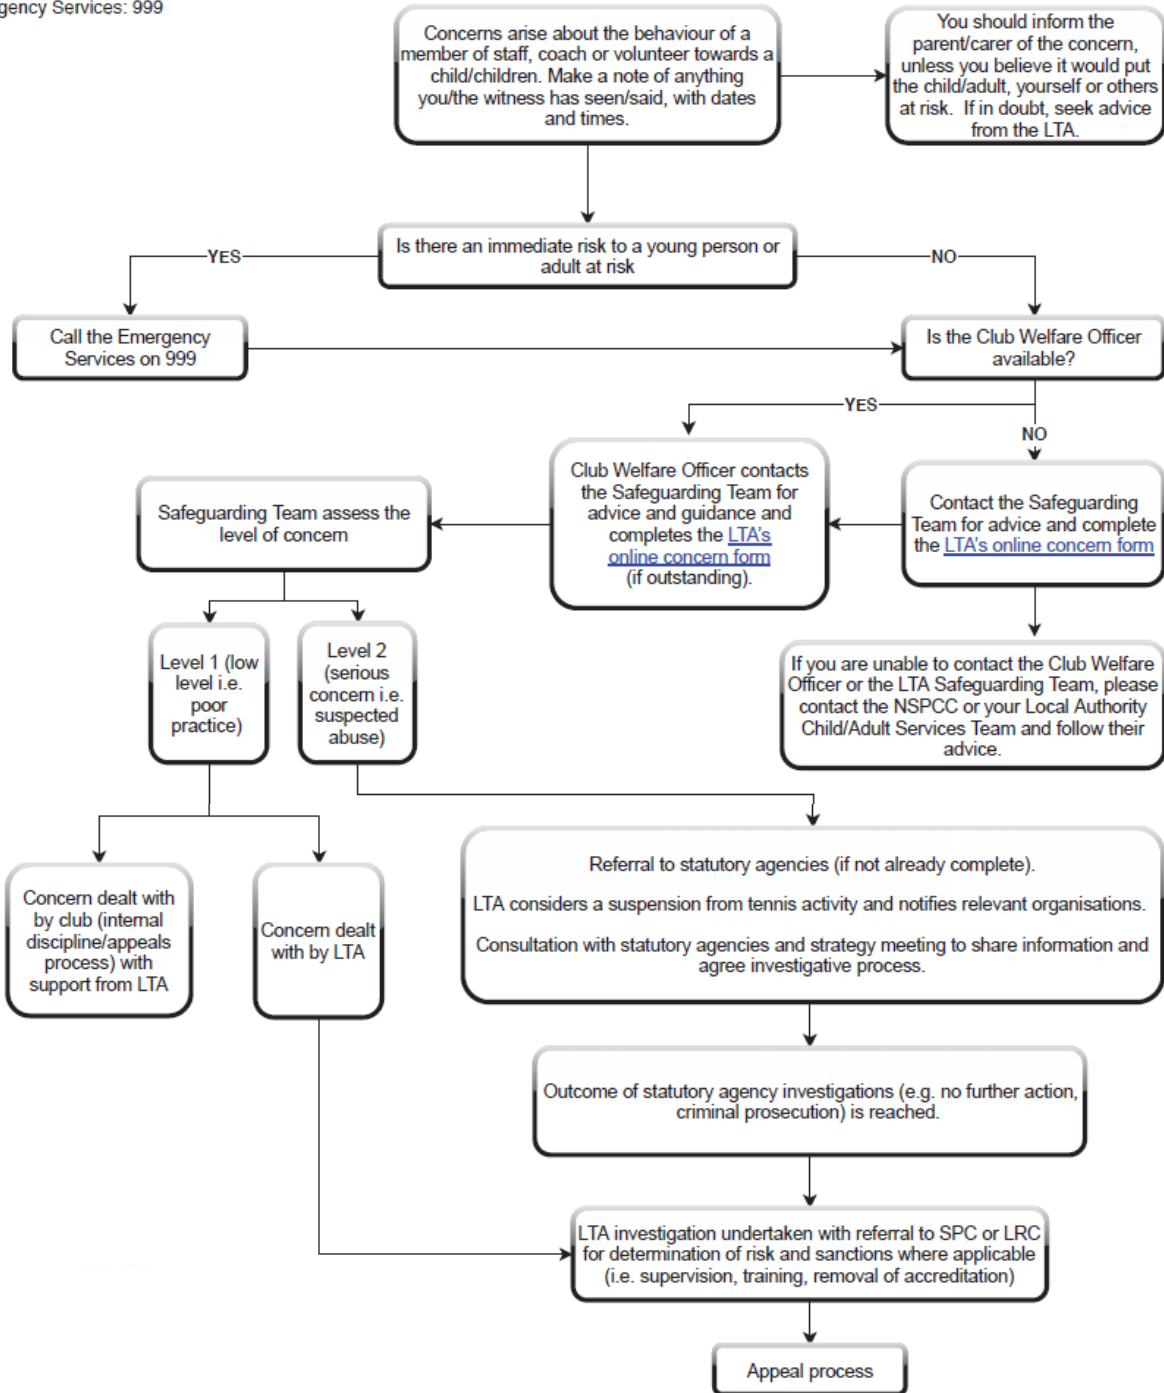 gency Services: 999
Concerns arise about the behaviour of a
member of staff, coach or volunteer towards a
child/children. Make a note of anything
you/the witness has seen/said, with dates
and times.
You should inform the
parent/carer of the concern,
unless you believe it would put
the child/adult, yourself or others
at risk.  If in doubt, seek advice
from the LTA.
Is there an immediate risk to a young person or
adult at risk
YES
NO
Call the Emergency
Services on 999
Is the Club Welfare Officer
available?
YES
NO
Club Welfare Officer contacts
the Safeguarding Team for
advice and guidance and
completes the LTA's
online concern form
(if outstanding).
Contact the Safeguarding
Team for advice and complete
the LTA's online concern form
Safeguarding Team assess the
level of concern
Level 1 (low
level i.e.
poor
practice)
Level 2
(serious
concern i.e.
suspected
abuse)
If you are unable to contact the Club Welfare
Officer or the LTA Safeguarding Team, please
contact the NSPCC or your Local Authority
Child/Adult Services Team and follow their
advice.
Concern dealt with
by club (internal
discipline/appeals
process) with
support from LTA
Concern dealt
with by LTA
Referral to statutory agencies (if not already complete).
LTA considers a suspension from tennis activity and notifies relevant organisations.
Consultation with statutory agencies and strategy meeting to share information and
agree investigative process.
Outcome of statutory agency investigations (e.g. no further action,
criminal prosecution) is reached.
LTA investigation undertaken with referral to SPC or LRC
for determination of risk and sanctions where applicable
(i.e. supervision, training, removal of accreditation)
Appeal process